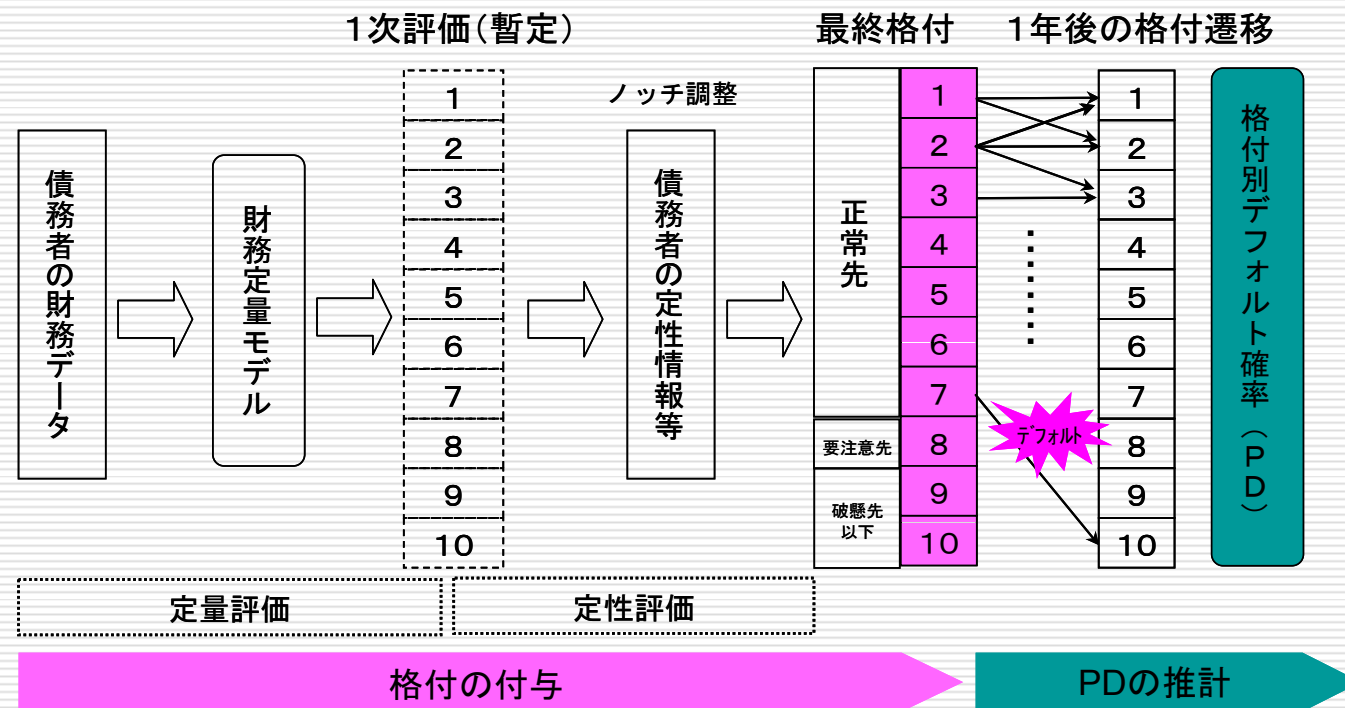 1次評価(暫定)
最終格付
1年後の格付遷移
債務者の財務データ
財務定量モデル
1
2
3
4
5
6
7
8
9
10
ノッチ調整
債務者の定性情報等
正常先
要注意先
破懸先
以下
1
2
3
4
5
6
7
8
9
10
デフォルト
1
2
3
4
5
6
7
8
9
10
格付別デフォルト確率(PD)
定量評価
定性評価
格付の付与
PDの推計